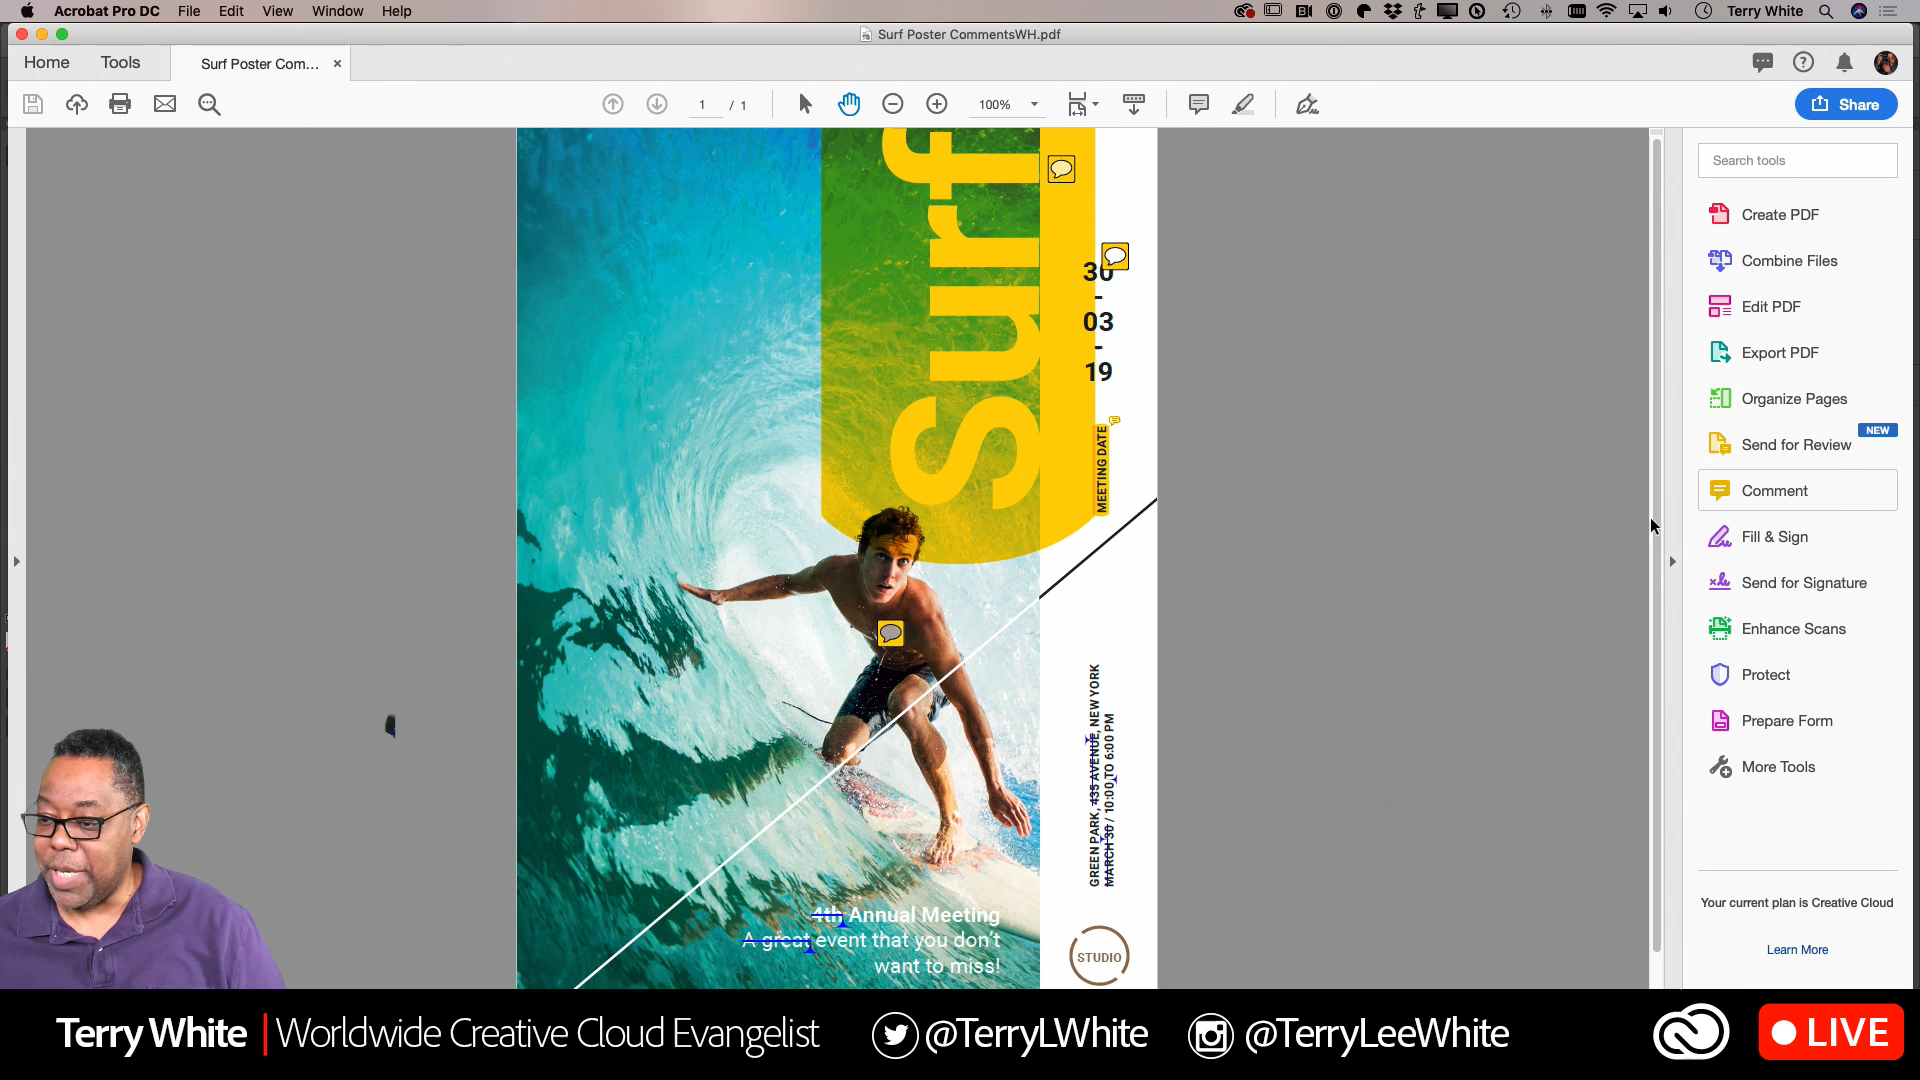 Acrobat Pro DC File Edit View Window Help
Terry White
Surf Poster CommentsWH.pdf
Home Tools Surf Poster Com... ×
1 / 1
100%
Share
Search tools
Create PDF
Combine Files
Edit PDF
Export PDF
Organize Pages
Send for Review
NEW
Comment
Fill & Sign
Send for Signature
Enhance Scans
Protect
Prepare Form
More Tools
Your current plan is Creative Cloud
Learn More
Surf
30
-
03
-
19
MEETING DATE
GREEN PARK, 435 AVENUE, NEW YORK
MARCH 30 / 10:00 TO 6:00 PM
4th Annual Meeting
A great event that you don't
want to miss!
STUDIO
Terry White | Worldwide Creative Cloud Evangelist @TerryLWhite @TerryLeeWhite LIVE